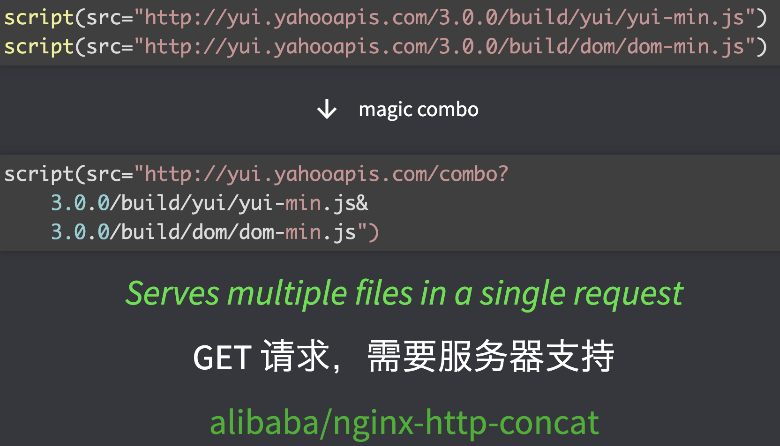 script(src="http://yui.yahooapis.com/3.0.0/build/yui/yui-min.js")
script(src="http://yui.yahooapis.com/3.0.0/build/dom/dom-min.js")
↓ magic combo
script(src="http://yui.yahooapis.com/combo?
3.0.0/build/yui/yui-min.js&
3.0.0/build/dom/dom-min.js")
Serves multiple files in a single request
GET 请求，需要服务器支持
alibaba/nginx-http-concat